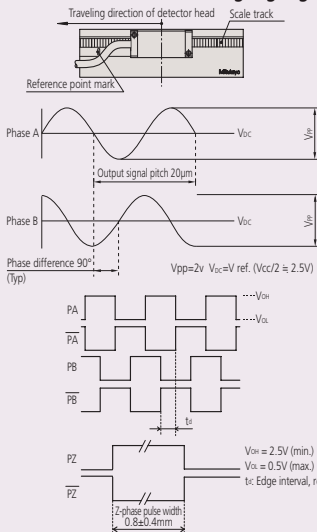 Traveling direction of detector head
Scale track
Mitutoyo
Reference point mark
Phase A
VDC
VPP
Output signal pitch 20μm
Phase B
VDC
VPP
Phase difference 90°
(Typ)
Vpp=2v VDC=V ref. (Vcc/2 ≒ 2.5V)
PA
VOH
PA
VOL
PB
PB
td
PZ
VOH = 2.5V (min.)
VOL = 0.5V (max.)
PZ
td: Edge interval,
Z-phase pulse width
0.8±0.4mm